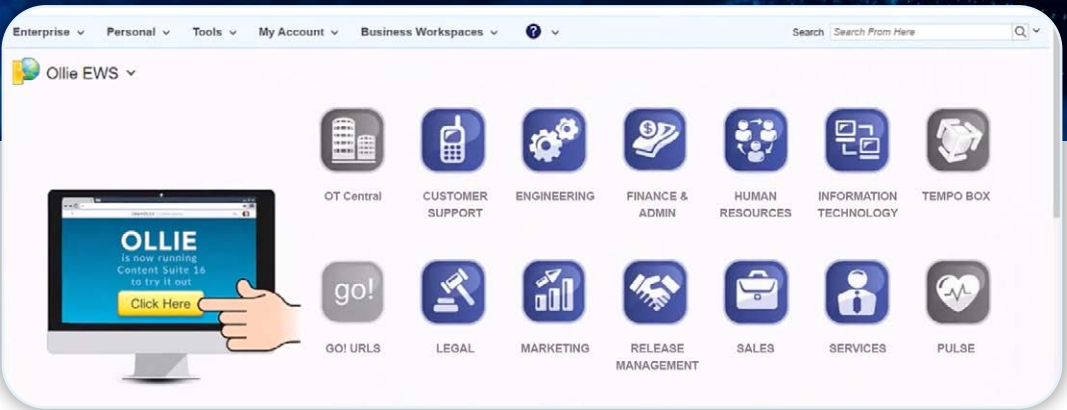 Enterprise Personal Tools My Account Business Workspaces ? Search Search From Here
Ollie EWS
OT Central
CUSTOMER
SUPPORT
ENGINEERING
FINANCE &
ADMIN
HUMAN
RESOURCES
INFORMATION
TECHNOLOGY
TEMPO BOX
OLLIE
is now running
Content Suite 16
to try it out
Click Here
go!
GO! URLS
LEGAL
MARKETING
RELEASE
MANAGEMENT
SALES
SERVICES
PULSE